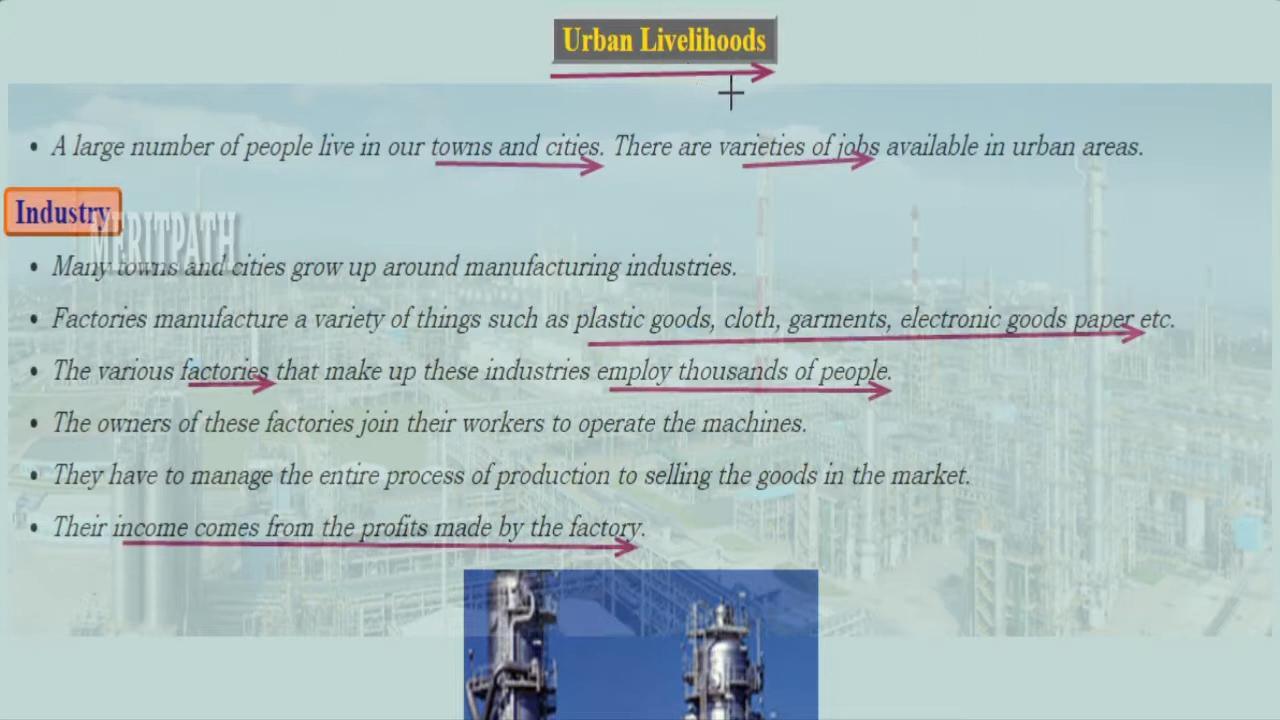 Urban Livelihoods
• A large number of people live in our towns and cities. There are varieties of jobs available in urban areas.
Industry
MERITPATH
• Many towns and cities grow up around manufacturing industries.
• Factories manufacture a variety of things such as plastic goods, cloth, garments, electronic goods paper etc.
• The various factories that make up these industries employ thousands of people.
• The owners of these factories join their workers to operate the machines.
• They have to manage the entire process of production to selling the goods in the market.
• Their income comes from the profits made by the factory.